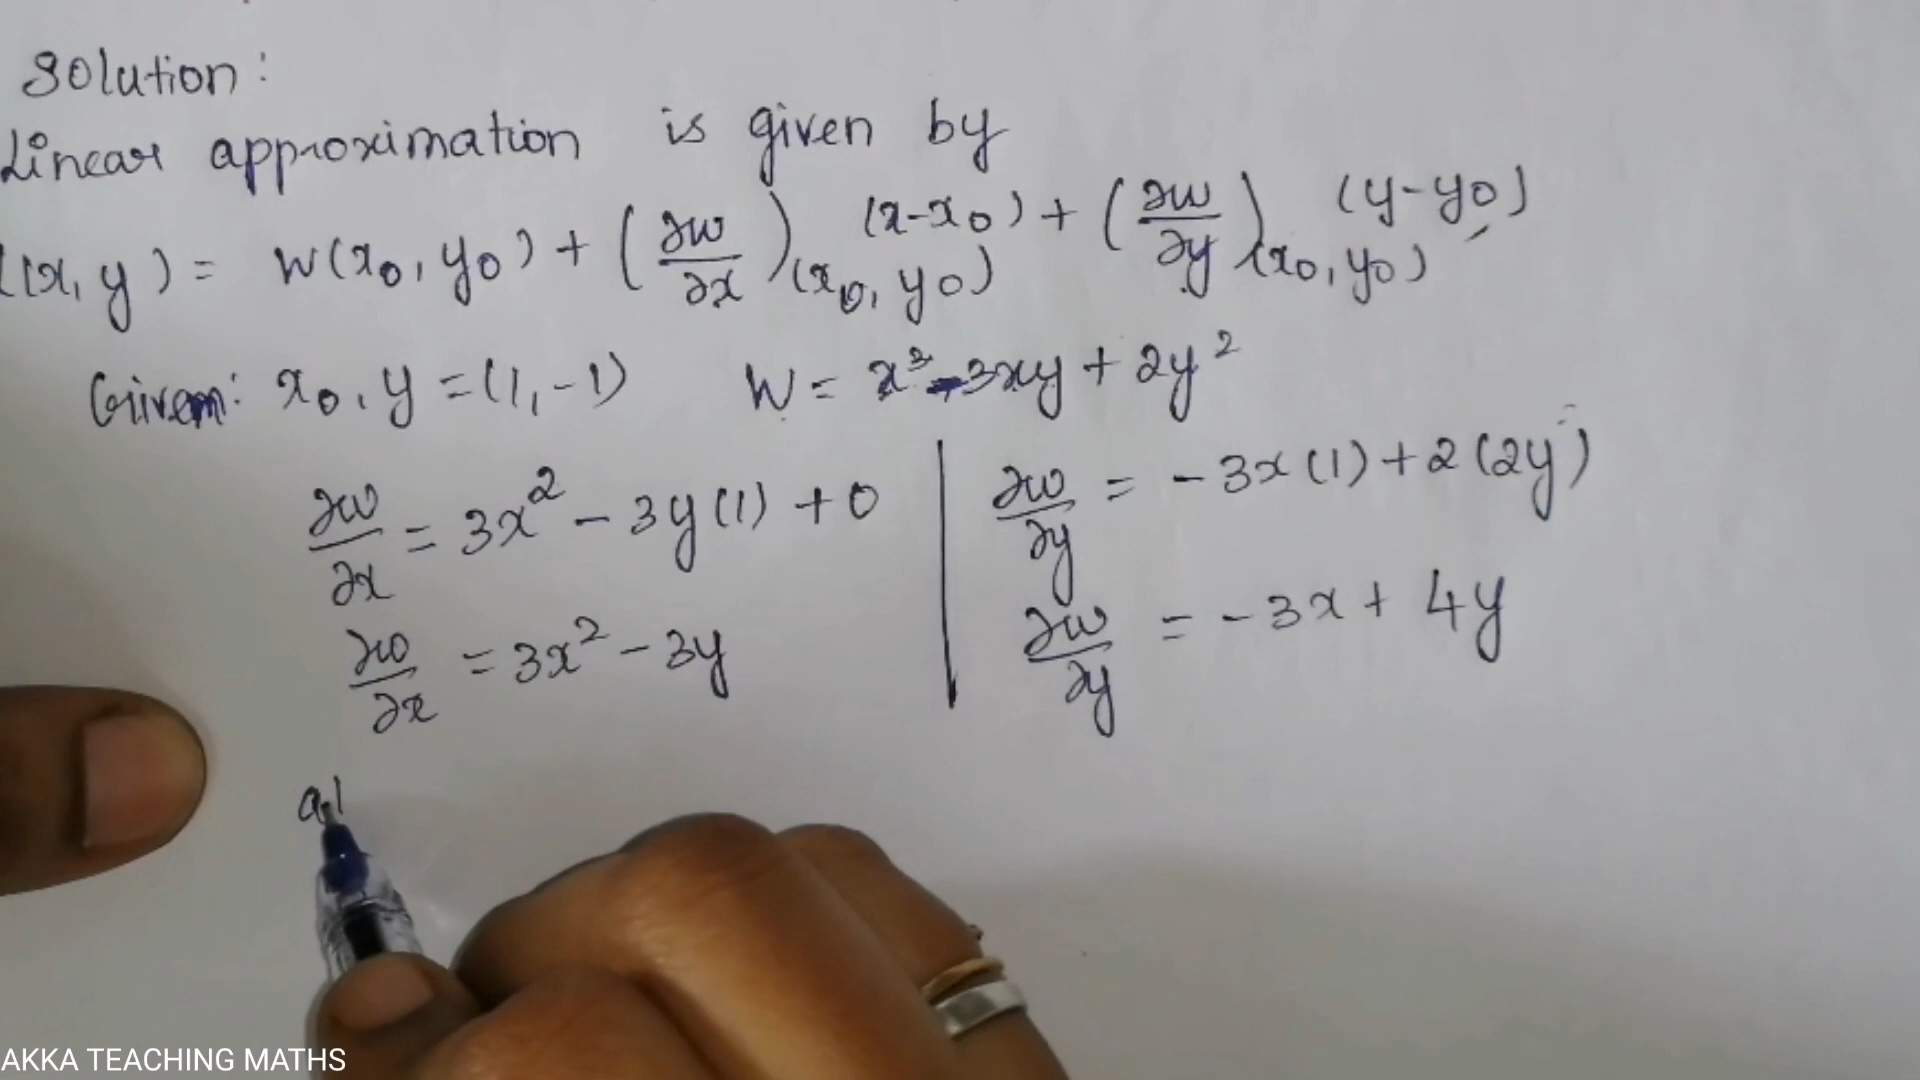 Solution:
Linear approximation is given by
L(x, y) = W(x₀, y₀) + (∂w/∂x)(x₀, y₀) (x-x₀) + (∂w/∂y)(x₀, y₀) (y-y₀)
Given: x₀, y = (1, -1) W = x³ - 3xy + 2y²
∂w/∂x = 3x² - 3y(1) + 0
∂w/∂x = 3x² - 3y
∂w/∂y = - 3x(1) + 2(2y)
∂w/∂y = - 3x + 4y
AKKA TEACHING MATHS